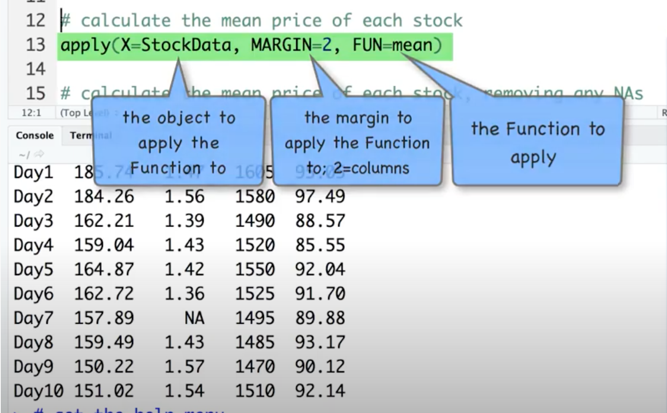 12 # calculate the mean price of each stock
13 apply(X=StockData, MARGIN=2, FUN=mean)
14
15 # calculate the mean price of each stock, removing any NAs
12:1 (Top Le
the object to
apply the
Function to
the margin to
apply the Function
to; 2=columns
the Function to
apply
Console Terminal
~/
Day1 185.74 1.47 1605
Day2 184.26 1.56 1580 97.49
Day3 162.21 1.39 1490 88.57
Day4 159.04 1.43 1520 85.55
Day5 164.87 1.42 1550 92.04
Day6 162.72 1.36 1525 91.70
Day7 157.89 NA 1495 89.88
Day8 159.49 1.43 1485 93.17
Day9 150.22 1.57 1470 90.12
Day10 151.02 1.54 1510 92.14